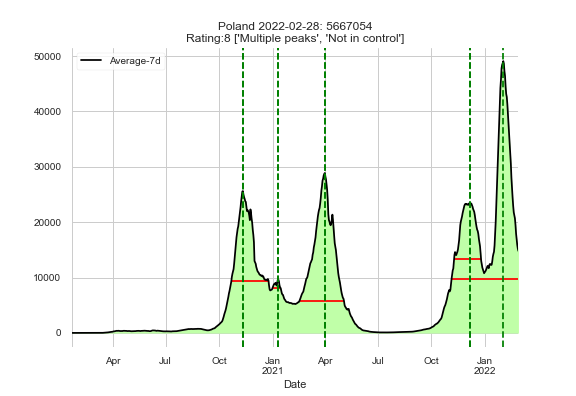 Poland 2022-02-28: 5667054
Rating:8 ['Multiple peaks', 'Not in control']
Average-7d
50000
40000
30000
20000
10000
0
Apr Jul Oct Jan Apr Jul Oct Jan
2021 2022
Date